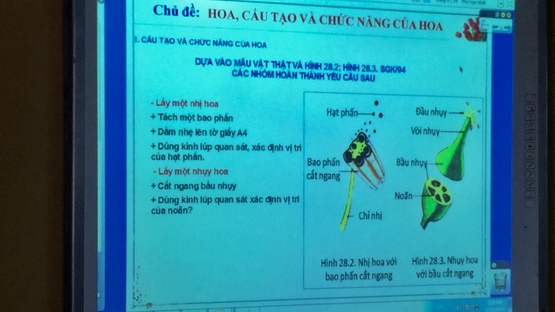 Chủ đề: HOA, CẤU TẠO VÀ CHỨC NĂNG CỦA HOA
I. CẤU TẠO VÀ CHỨC NĂNG CỦA HOA
DỰA VÀO MẪU VẬT THẬT VÀ HÌNH 28.2; HÌNH 28.3. SGK/94
CÁC NHÓM HOÀN THÀNH YÊU CẦU SAU
- Lấy một nhị hoa
+ Tách một bao phấn
+ Dầm nhẹ lên tờ giấy A4
+ Dùng kính lúp quan sát, xác định vị trí
của hạt phấn.
- Lấy một nhụy hoa
+ Cắt ngang bầu nhụy
+ Dùng kính lúp quan sát xác định vị trí
của noãn?
Hạt phấn
Bao phấn
cắt ngang
Chỉ nhị
Hình 28.2. Nhị hoa với
bao phấn cắt ngang
Đầu nhụy
Vòi nhụy
Bầu nhụy
Noãn
Hình 28.3. Nhụy hoa
với bầu cắt ngang